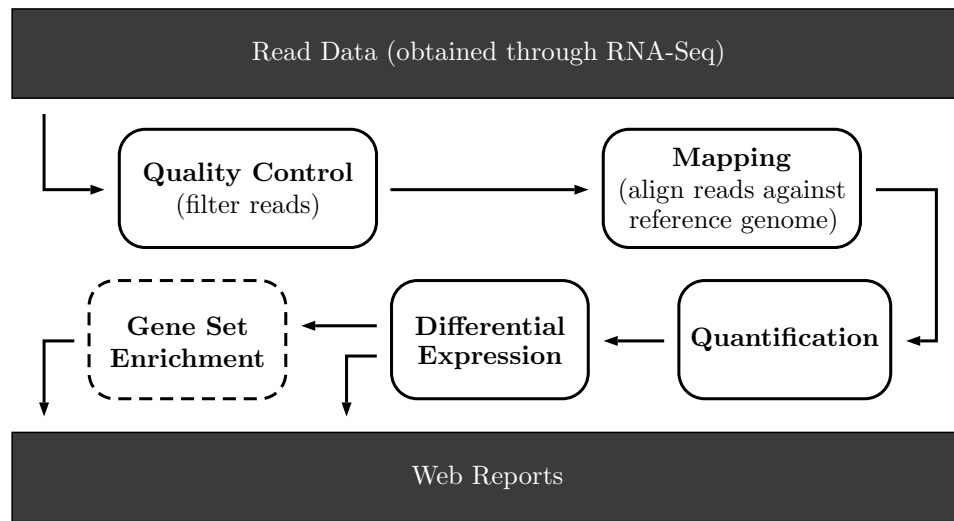 Read Data (obtained through RNA-Seq)
Quality Control
(filter reads)
Mapping
(align reads against
reference genome)
Gene Set
Enrichment
Differential
Expression
Quantification
Web Reports